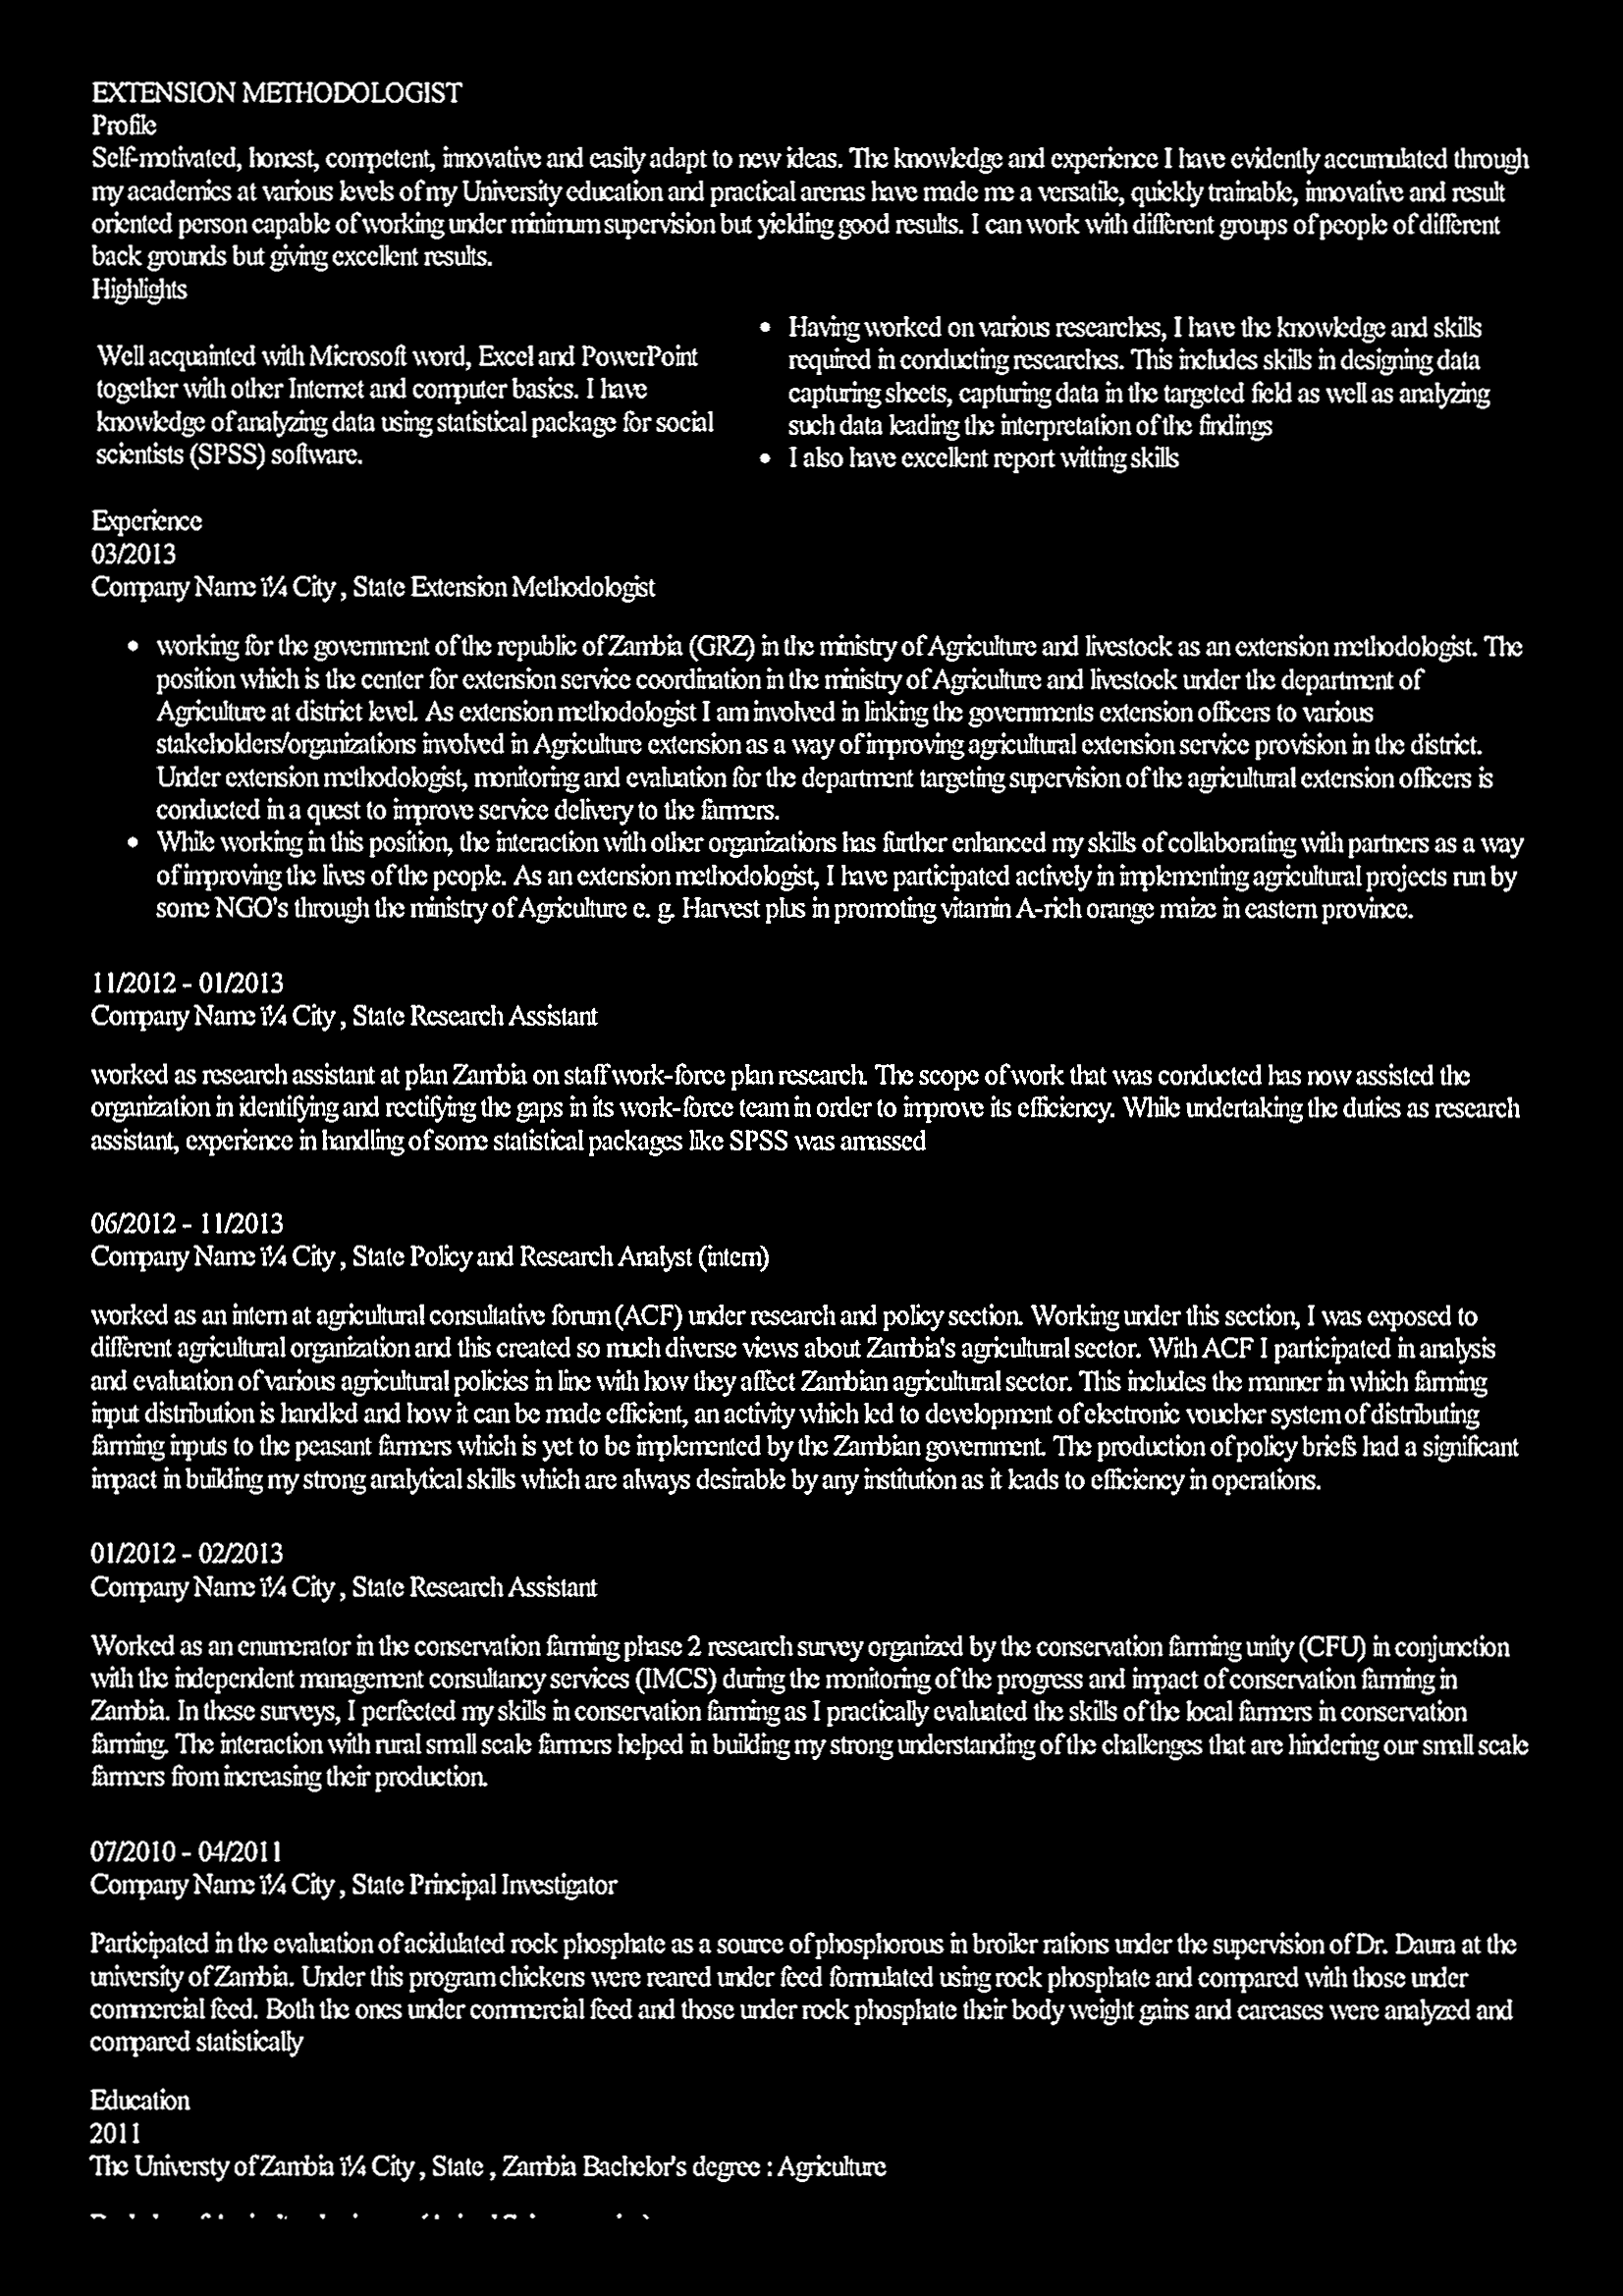 EXTENSION METHODOLOGIST
Profile
Self-motivated, honest, competent, innovative and easily adapt to new ideas. The knowledge and experience I have evidently accumulated through
my academics at various levels of my University education and practical arenas have made me a versatile, quickly trainable, innovative and result
oriented person capable of working under minimum supervision but yielding good results. I can work with different groups of people of different
back grounds but giving excellent results.
Highlights
Well acquainted with Microsoft word, Excel and PowerPoint
together with other Internet and computer basics. I have
knowledge of analyzing data using statistical package for social
scientists (SPSS) software.
• Having worked on various researches, I have the knowledge and skills
required in conducting researches. This includes skills in designing data
capturing sheets, capturing data in the targeted field as well as analyzing
such data leading the interpretation of the findings
• I also have excellent report witting skills
Experience
03/2013
Company Name ï¼ City , State Extension Methodologist
• working for the government of the republic of Zambia (GRZ) in the ministry of Agriculture and livestock as an extension methodologist. The
position which is the center for extension service coordination in the ministry of Agriculture and livestock under the department of
Agriculture at district level. As extension methodologist I am involved in linking the governments extension officers to various
stakeholders/organizations involved in Agriculture extension as a way of improving agricultural extension service provision in the district.
Under extension methodologist, monitoring and evaluation for the department targeting supervision of the agricultural extension officers is
conducted in a quest to improve service delivery to the farmers.
• While working in this position, the interaction with other organizations has further enhanced my skills of collaborating with partners as a way
of improving the lives of the people. As an extension methodologist, I have participated actively in implementing agricultural projects run by
some NGO's through the ministry of Agriculture e. g. Harvest plus in promoting vitamin A-rich orange maize in eastern province.
11/2012 - 01/2013
Company Name ï¼ City , State Research Assistant
worked as research assistant at plan Zambia on staff work-force plan research. The scope of work that was conducted has now assisted the
organization in identifying and rectifying the gaps in its work-force team in order to improve its efficiency. While undertaking the duties as research
assistant, experience in handling of some statistical packages like SPSS was amassed
06/2012 - 11/2013
Company Name ï¼ City , State Policy and Research Analyst (intern)
worked as an intern at agricultural consultative forum (ACF) under research and policy section. Working under this section, I was exposed to
different agricultural organization and this created so much diverse views about Zambia's agricultural sector. With ACF I participated in analysis
and evaluation of various agricultural policies in line with how they affect Zambian agricultural sector. This includes the manner in which farming
input distribution is handled and how it can be made efficient, an activity which led to development of electronic voucher system of distributing
farming inputs to the peasant farmers which is yet to be implemented by the Zambian government. The production of policy briefs had a significant
impact in building my strong analytical skills which are always desirable by any institution as it leads to efficiency in operations.
01/2012 - 02/2013
Company Name ï¼ City , State Research Assistant
Worked as an enumerator in the conservation farming phase 2 research survey organized by the conservation farming unity (CFU) in conjunction
with the independent management consultancy services (IMCS) during the monitoring of the progress and impact of conservation farming in
Zambia. In these surveys, I perfected my skills in conservation farming as I practically evaluated the skills of the local farmers in conservation
farming. The interaction with rural small scale farmers helped in building my strong understanding of the challenges that are hindering our small scale
farmers from increasing their production.
07/2010 - 04/2011
Company Name ï¼ City , State Principal Investigator
Participated in the evaluation of acidulated rock phosphate as a source of phosphorous in broiler rations under the supervision of Dr. Daura at the
university of Zambia. Under this program chickens were reared under feed formulated using rock phosphate and compared with those under
commercial feed. Both the ones under commercial feed and those under rock phosphate their body weight gains and carcases were analyzed and
compared statistically
Education
2011
The Universty of Zambia ï¼ City , State , Zambia Bachelor's degree : Agriculture